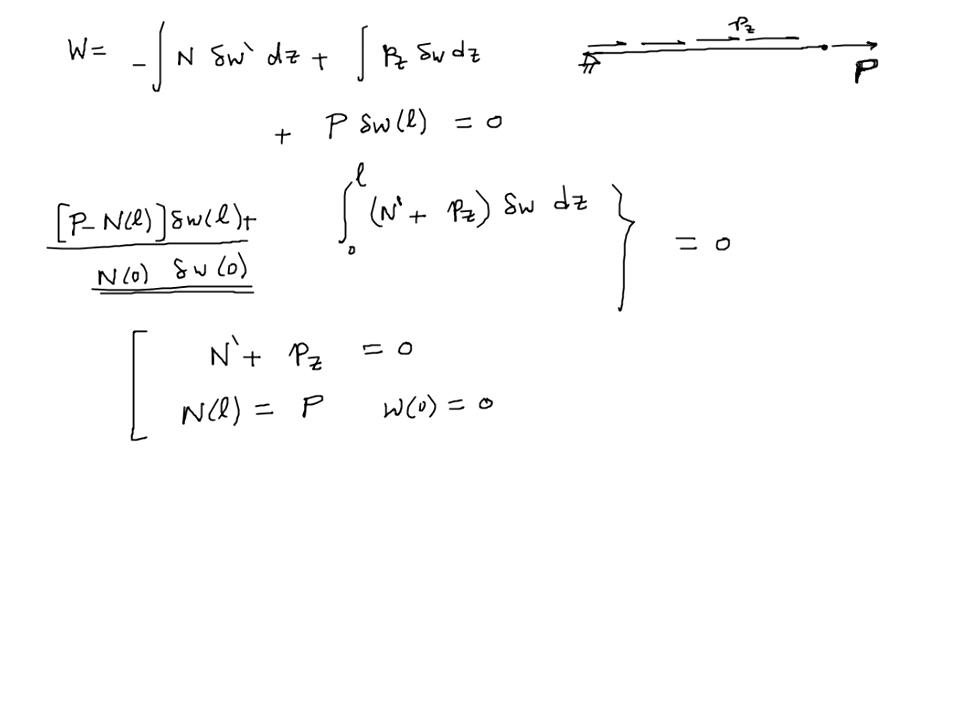 W= -∫ N δw' dz + ∫ p_z δw dz
p_z
P
+ P δw(l) = 0
[P-N(l)]δw(l)+ ∫_0^l (N'+ p_z) δw dz } = 0
N(0) δw(0)
[ N'+ p_z = 0
N(l) = P w(0) = 0